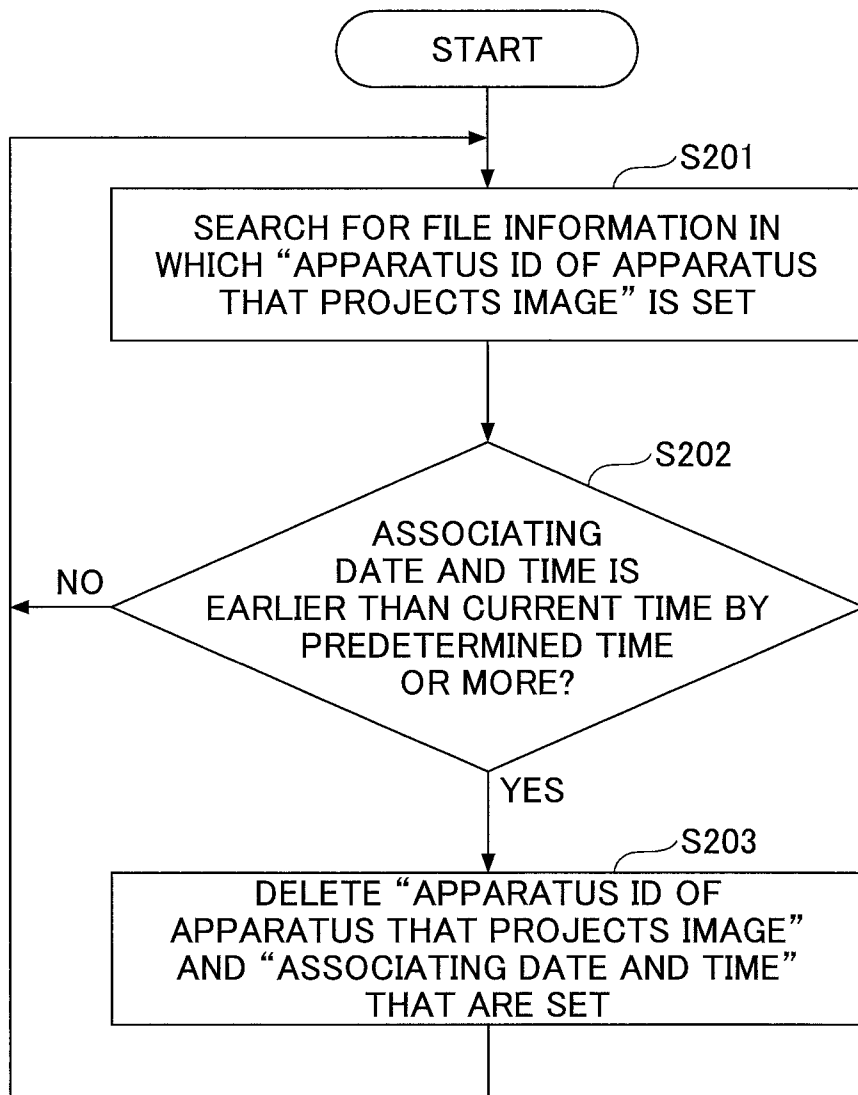 START
S201
SEARCH FOR FILE INFORMATION IN
WHICH “APPARATUS ID OF APPARATUS
THAT PROJECTS IMAGE” IS SET
S202
ASSOCIATING
DATE AND TIME IS
EARLIER THAN CURRENT TIME BY
PREDETERMINED TIME
OR MORE?
NO
YES
S203
DELETE “APPARATUS ID OF
APPARATUS THAT PROJECTS IMAGE”
AND “ASSOCIATING DATE AND TIME”
THAT ARE SET